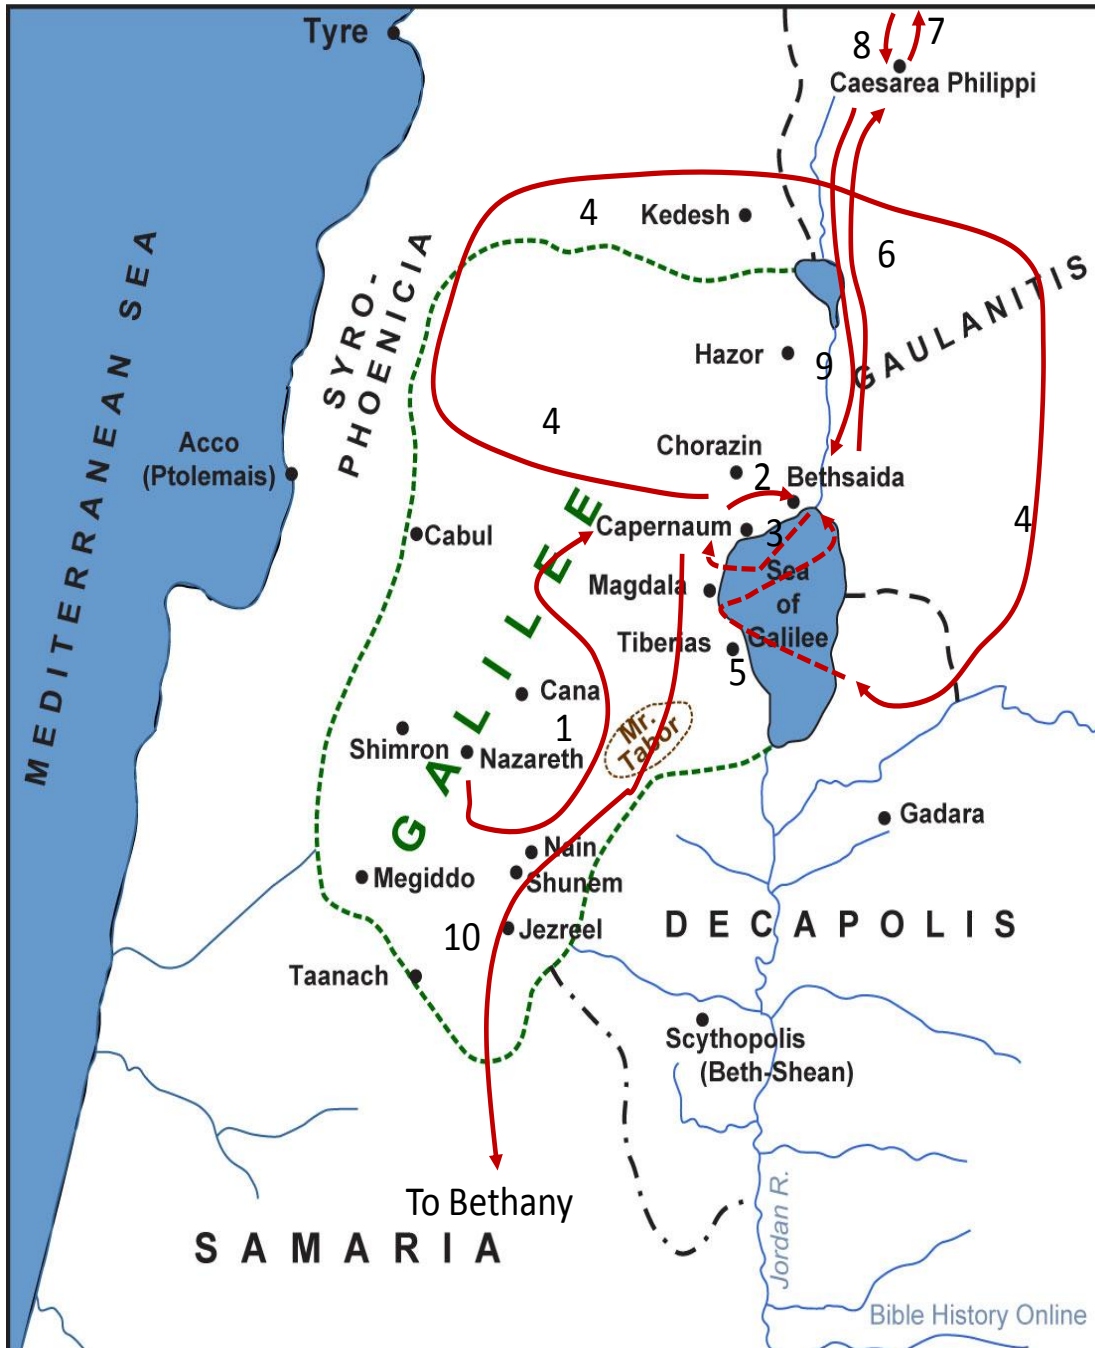 Tyre
8
7
Caesarea Philippi
4
Kedesh
6
MEDITERRANEAN SEA
SYRO-
PHOENICIA
GAULANITIS
Hazor
9
4
Chorazin
Acco
(Ptolemais)
2
Bethsaida
Capernaum
3
4
Cabul
GALILEE
Magdala
Sea
of
Galilee
Tiberias
5
Cana
1
Mr.
Tabor
Shimron
Nazareth
Gadara
Nain
Megiddo
Shunem
10
Jezreel
DECAPOLIS
Taanach
Scythopolis
(Beth-Shean)
To Bethany
Jordan R.
SAMARIA
Bible History Online